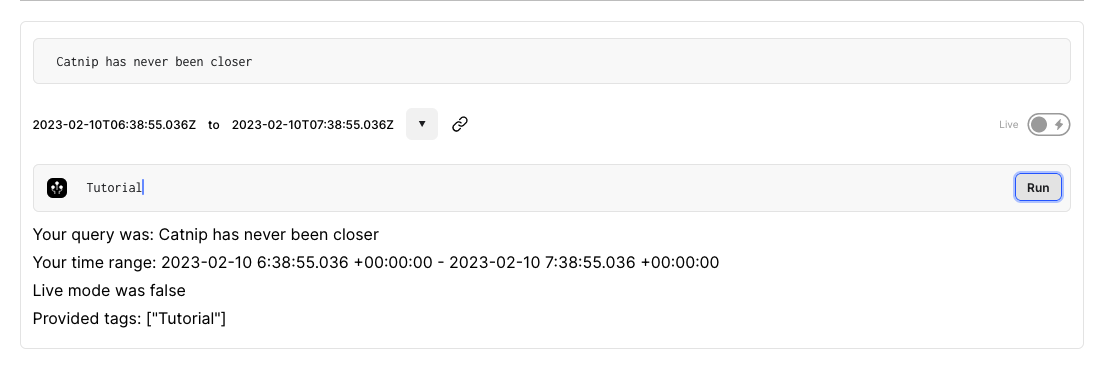 Catnip has never been closer
2023-02-10T06:38:55.036Z to 2023-02-10T07:38:55.036Z ▼ Live
Tutorial Run
Your query was: Catnip has never been closer
Your time range: 2023-02-10 6:38:55.036 +00:00:00 - 2023-02-10 7:38:55.036 +00:00:00
Live mode was false
Provided tags: ["Tutorial"]